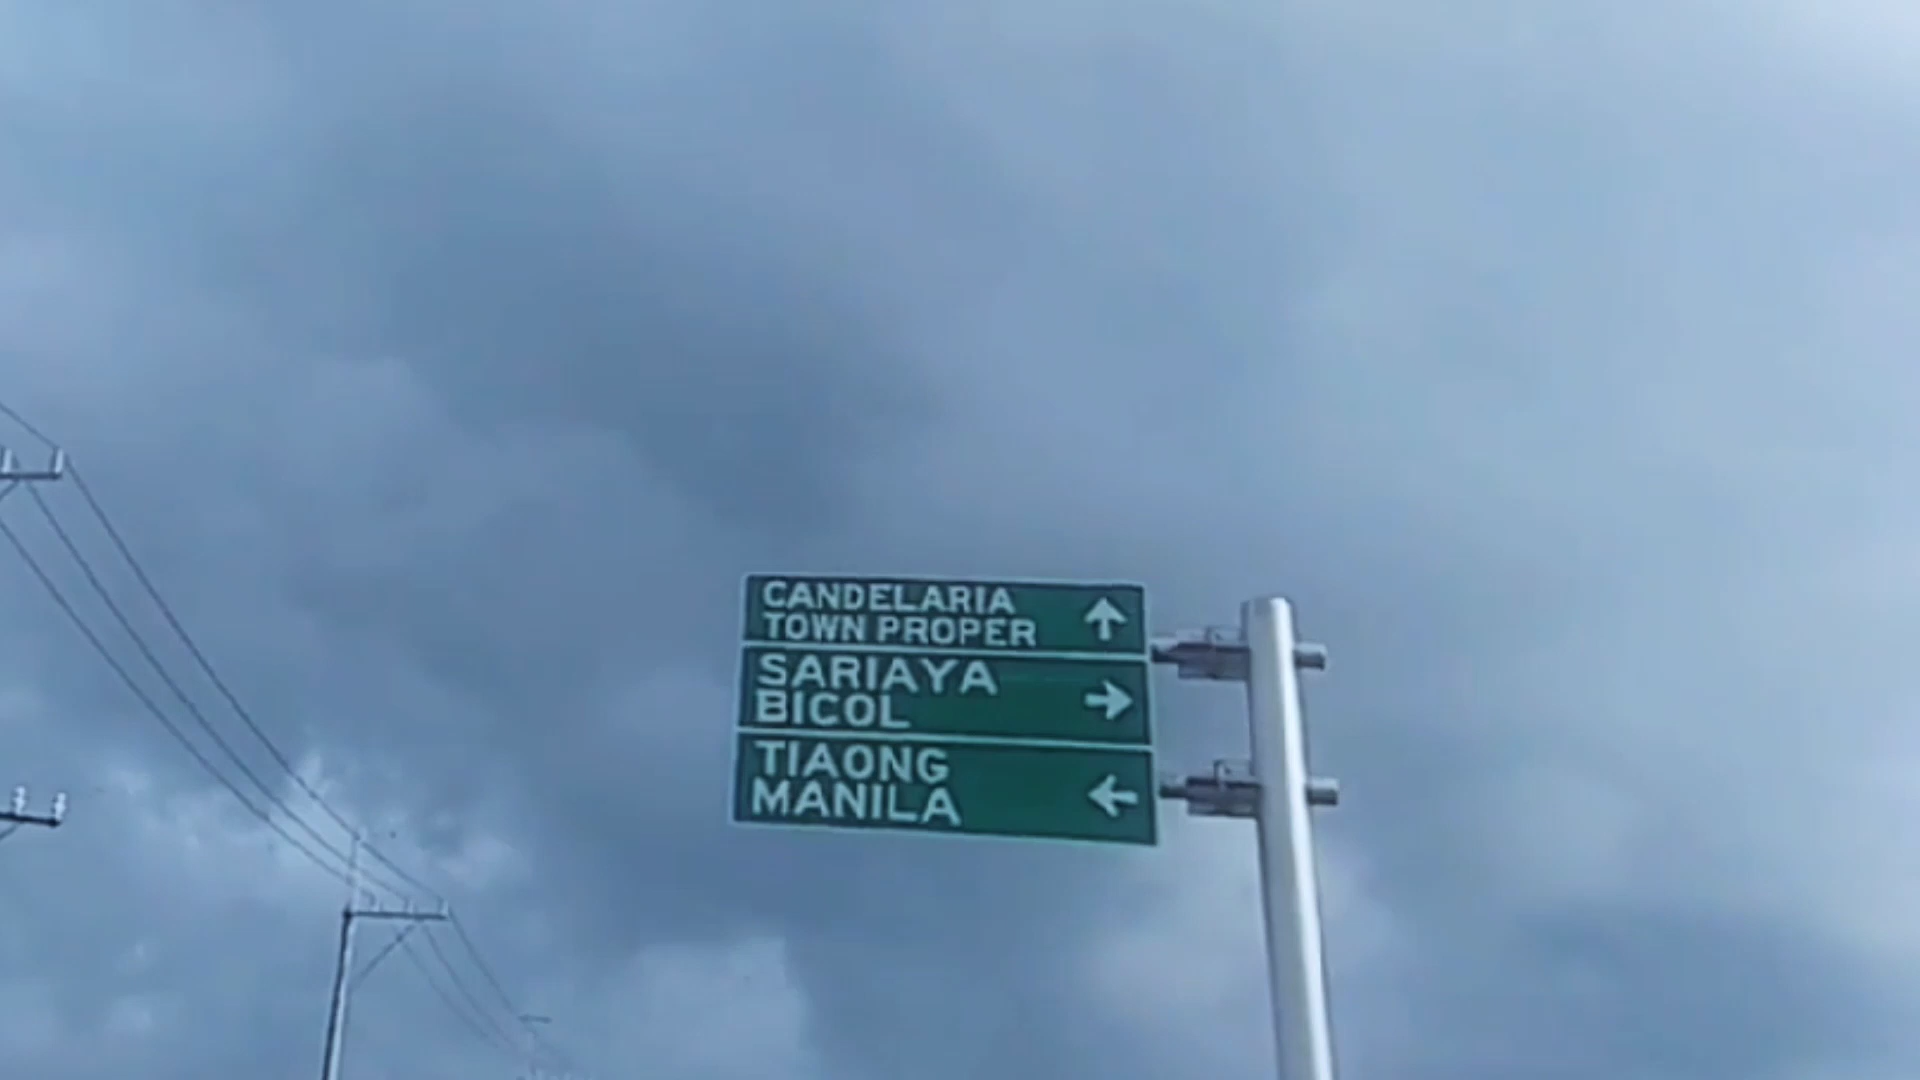 CANDELARIA
TOWN PROPER
SARIAYA
BICOL
TIAONG
MANILA